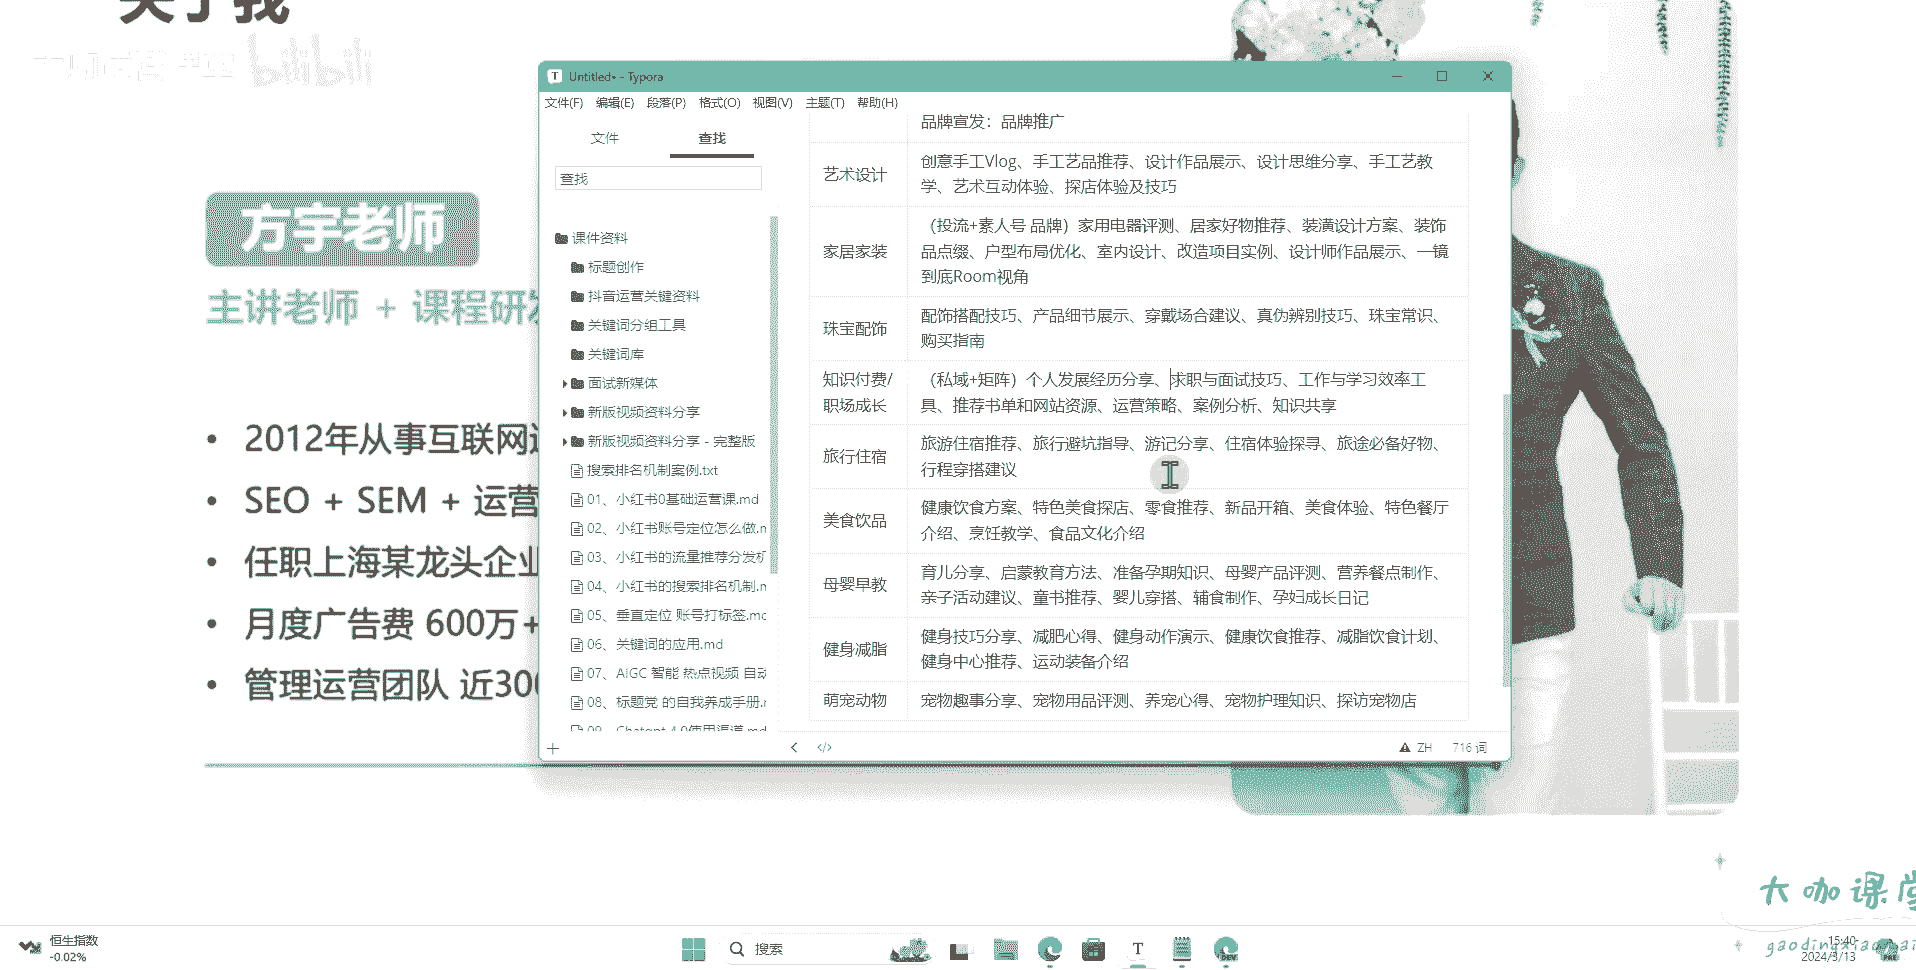 关于我
bilibili
方宇老师
主讲老师 + 课程研发
2012年从事互联网
SEO + SEM + 运营
任职上海某龙头企业
月度广告费 600万+
管理运营团队 近300
Untitled• - Typora
文件(F) 编辑(E) 段落(P) 格式(O) 视图(V) 主题(T) 帮助(H)
文件 查找
查找
课件资料
标题创作
抖音运营关键资料
关键词分组工具
关键词库
面试新媒体
新版视频资料分享
新版视频资料分享 - 完整版
搜索排名机制案例.txt
01、小红书0基础运营课.md
02、小红书账号定位怎么做.m
03、小红书的流量推荐分发机
04、小红书的搜索排名机制.m
05、垂直定位 账号打标签.mc
06、关键词的应用.md
07、AIGC 智能 热点视频 自动
08、标题党 的自我养成手册.r
09、Chatgpt 4.0使用渠道.md
品牌宣发：品牌推广
艺术设计
创意手工Vlog、手工艺品推荐、设计作品展示、设计思维分享、手工艺教
学、艺术互动体验、探店体验及技巧
家居家装
（投流+素人号 品牌）家用电器评测、居家好物推荐、装潢设计方案、装饰
品点缀、户型布局优化、室内设计、改造项目实例、设计师作品展示、一镜
到底Room视角
珠宝配饰
配饰搭配技巧、产品细节展示、穿戴场合建议、真伪辨别技巧、珠宝常识、
购买指南
知识付费/
职场成长
（私域+矩阵）个人发展经历分享、求职与面试技巧、工作与学习效率工
具、推荐书单和网站资源、运营策略、案例分析、知识共享
旅行住宿
旅游住宿推荐、旅行避坑指导、游记分享、住宿体验探寻、旅途必备好物、
行程穿搭建议
美食饮品
健康饮食方案、特色美食探店、零食推荐、新品开箱、美食体验、特色餐厅
介绍、烹饪教学、食品文化介绍
母婴早教
育儿分享、启蒙教育方法、准备孕期知识、母婴产品评测、营养餐点制作、
亲子活动建议、童书推荐、婴儿穿搭、辅食制作、孕妇成长日记
健身减脂
健身技巧分享、减肥心得、健身动作演示、健康饮食推荐、减脂饮食计划、
健身中心推荐、运动装备介绍
萌宠动物
宠物趣事分享、宠物用品评测、养宠心得、宠物护理知识、探访宠物店
ZH 716 词
大咖课堂
恒生指数
-0.02%
搜索
15:40
2024/3/13